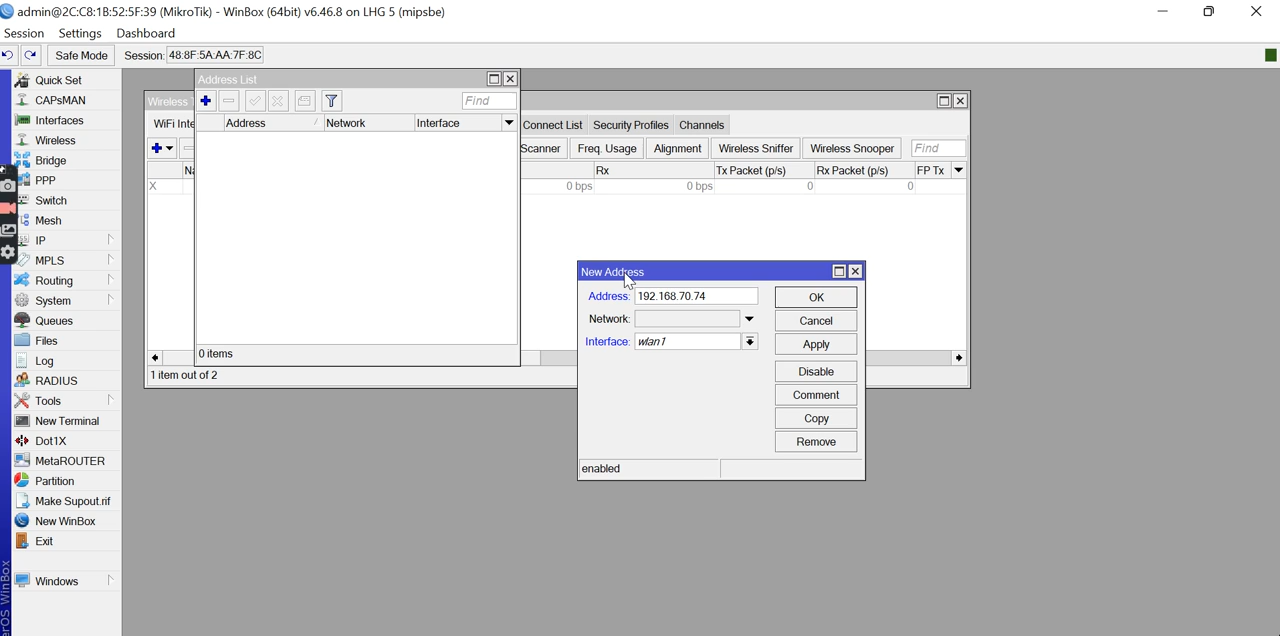 admin@2C:C8:1B:52:5F:39 (MikroTik) - WinBox (64bit) v6.46.8 on LHG 5 (mipsbe)
Session Settings Dashboard
Safe Mode Session: 48:8F:5A:AA:7F:8C
Quick Set
CAPsMAN
Interfaces
Wireless
Bridge
PPP
Switch
Mesh
IP
MPLS
Routing
System
Queues
Files
Log
RADIUS
Tools
New Terminal
Dot1X
MetaROUTER
Partition
Make Supout.rif
New WinBox
Exit
Windows
WinBox
Wireless
WiFi Inte
Connect List Security Profiles Channels
Scanner Freq. Usage Alignment Wireless Sniffer Wireless Snooper Find
Rx Tx Packet (p/s) Rx Packet (p/s) FP Tx
X 0 bps 0 bps 0 0
1 item out of 2
Address List
Find
Address Network Interface
0 items
New Address
Address: 192.168.70.74
Network:
Interface: wlan1
OK
Cancel
Apply
Disable
Comment
Copy
Remove
enabled